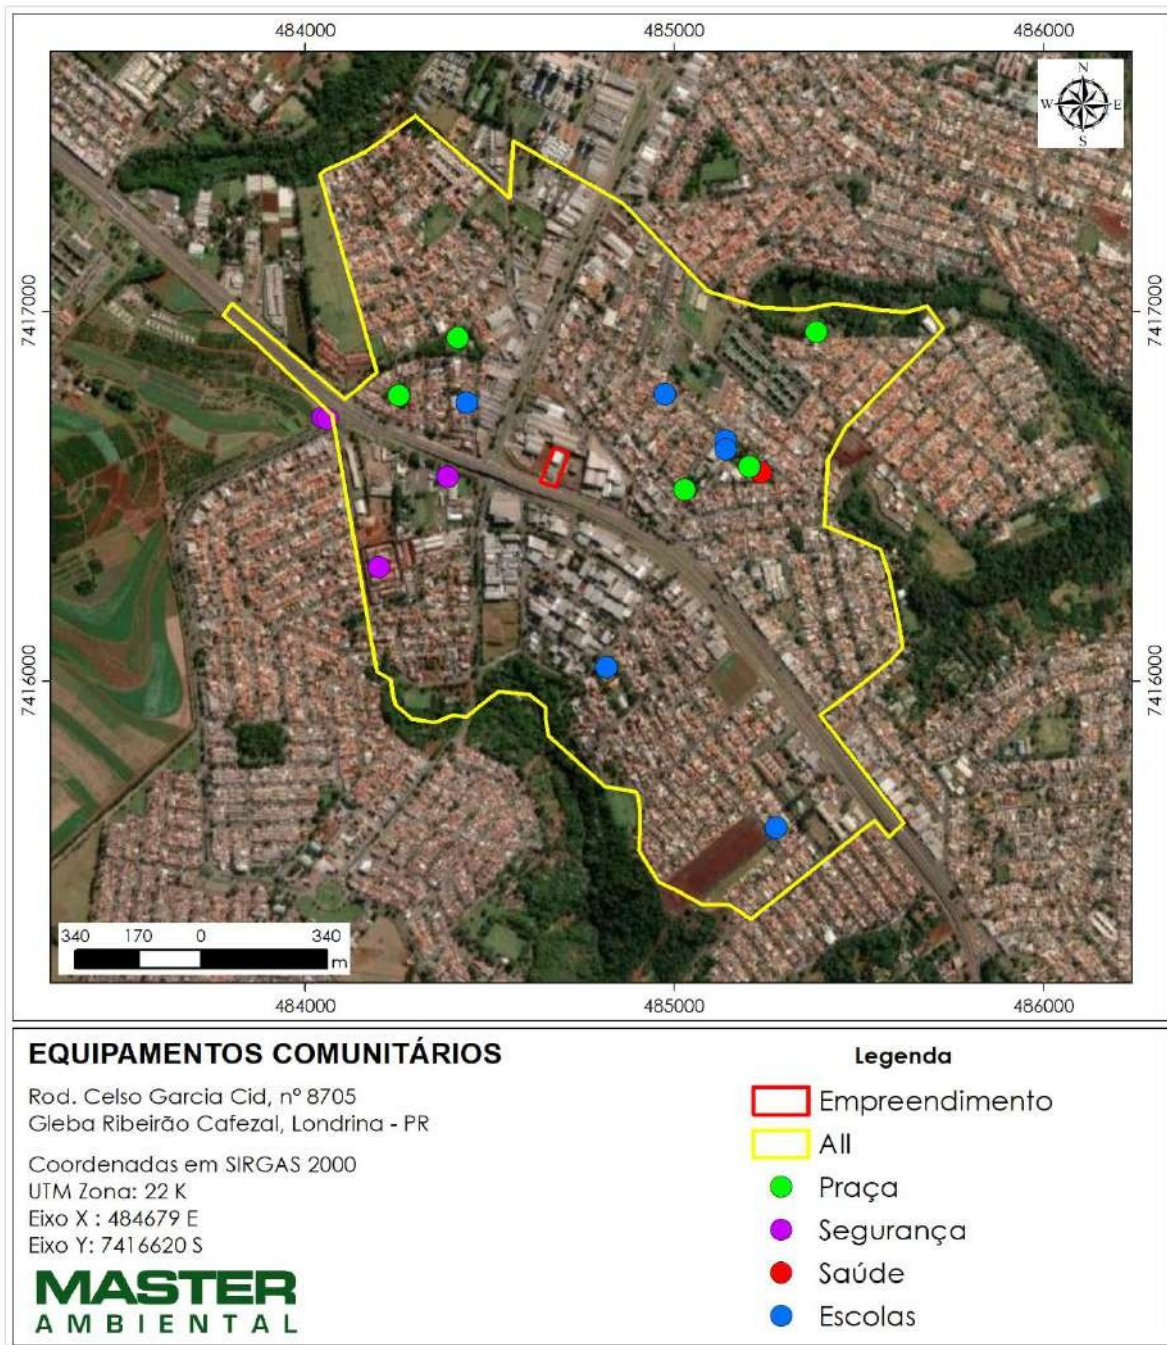 484000 485000 486000
N
W E
S
7417000 7417000
7416000 7416000
340 170 0 340
m
484000 485000 486000
EQUIPAMENTOS COMUNITÁRIOS
Rod. Celso Garcia Cid, nº 8705
Gleba Ribeirão Cafezal, Londrina - PR
Coordenadas em SIRGAS 2000
UTM Zona: 22 K
Eixo X : 484679 E
Eixo Y: 7416620 S
MASTER
AMBIENTAL
Legenda
Empreendimento
AII
Praça
Segurança
Saúde
Escolas